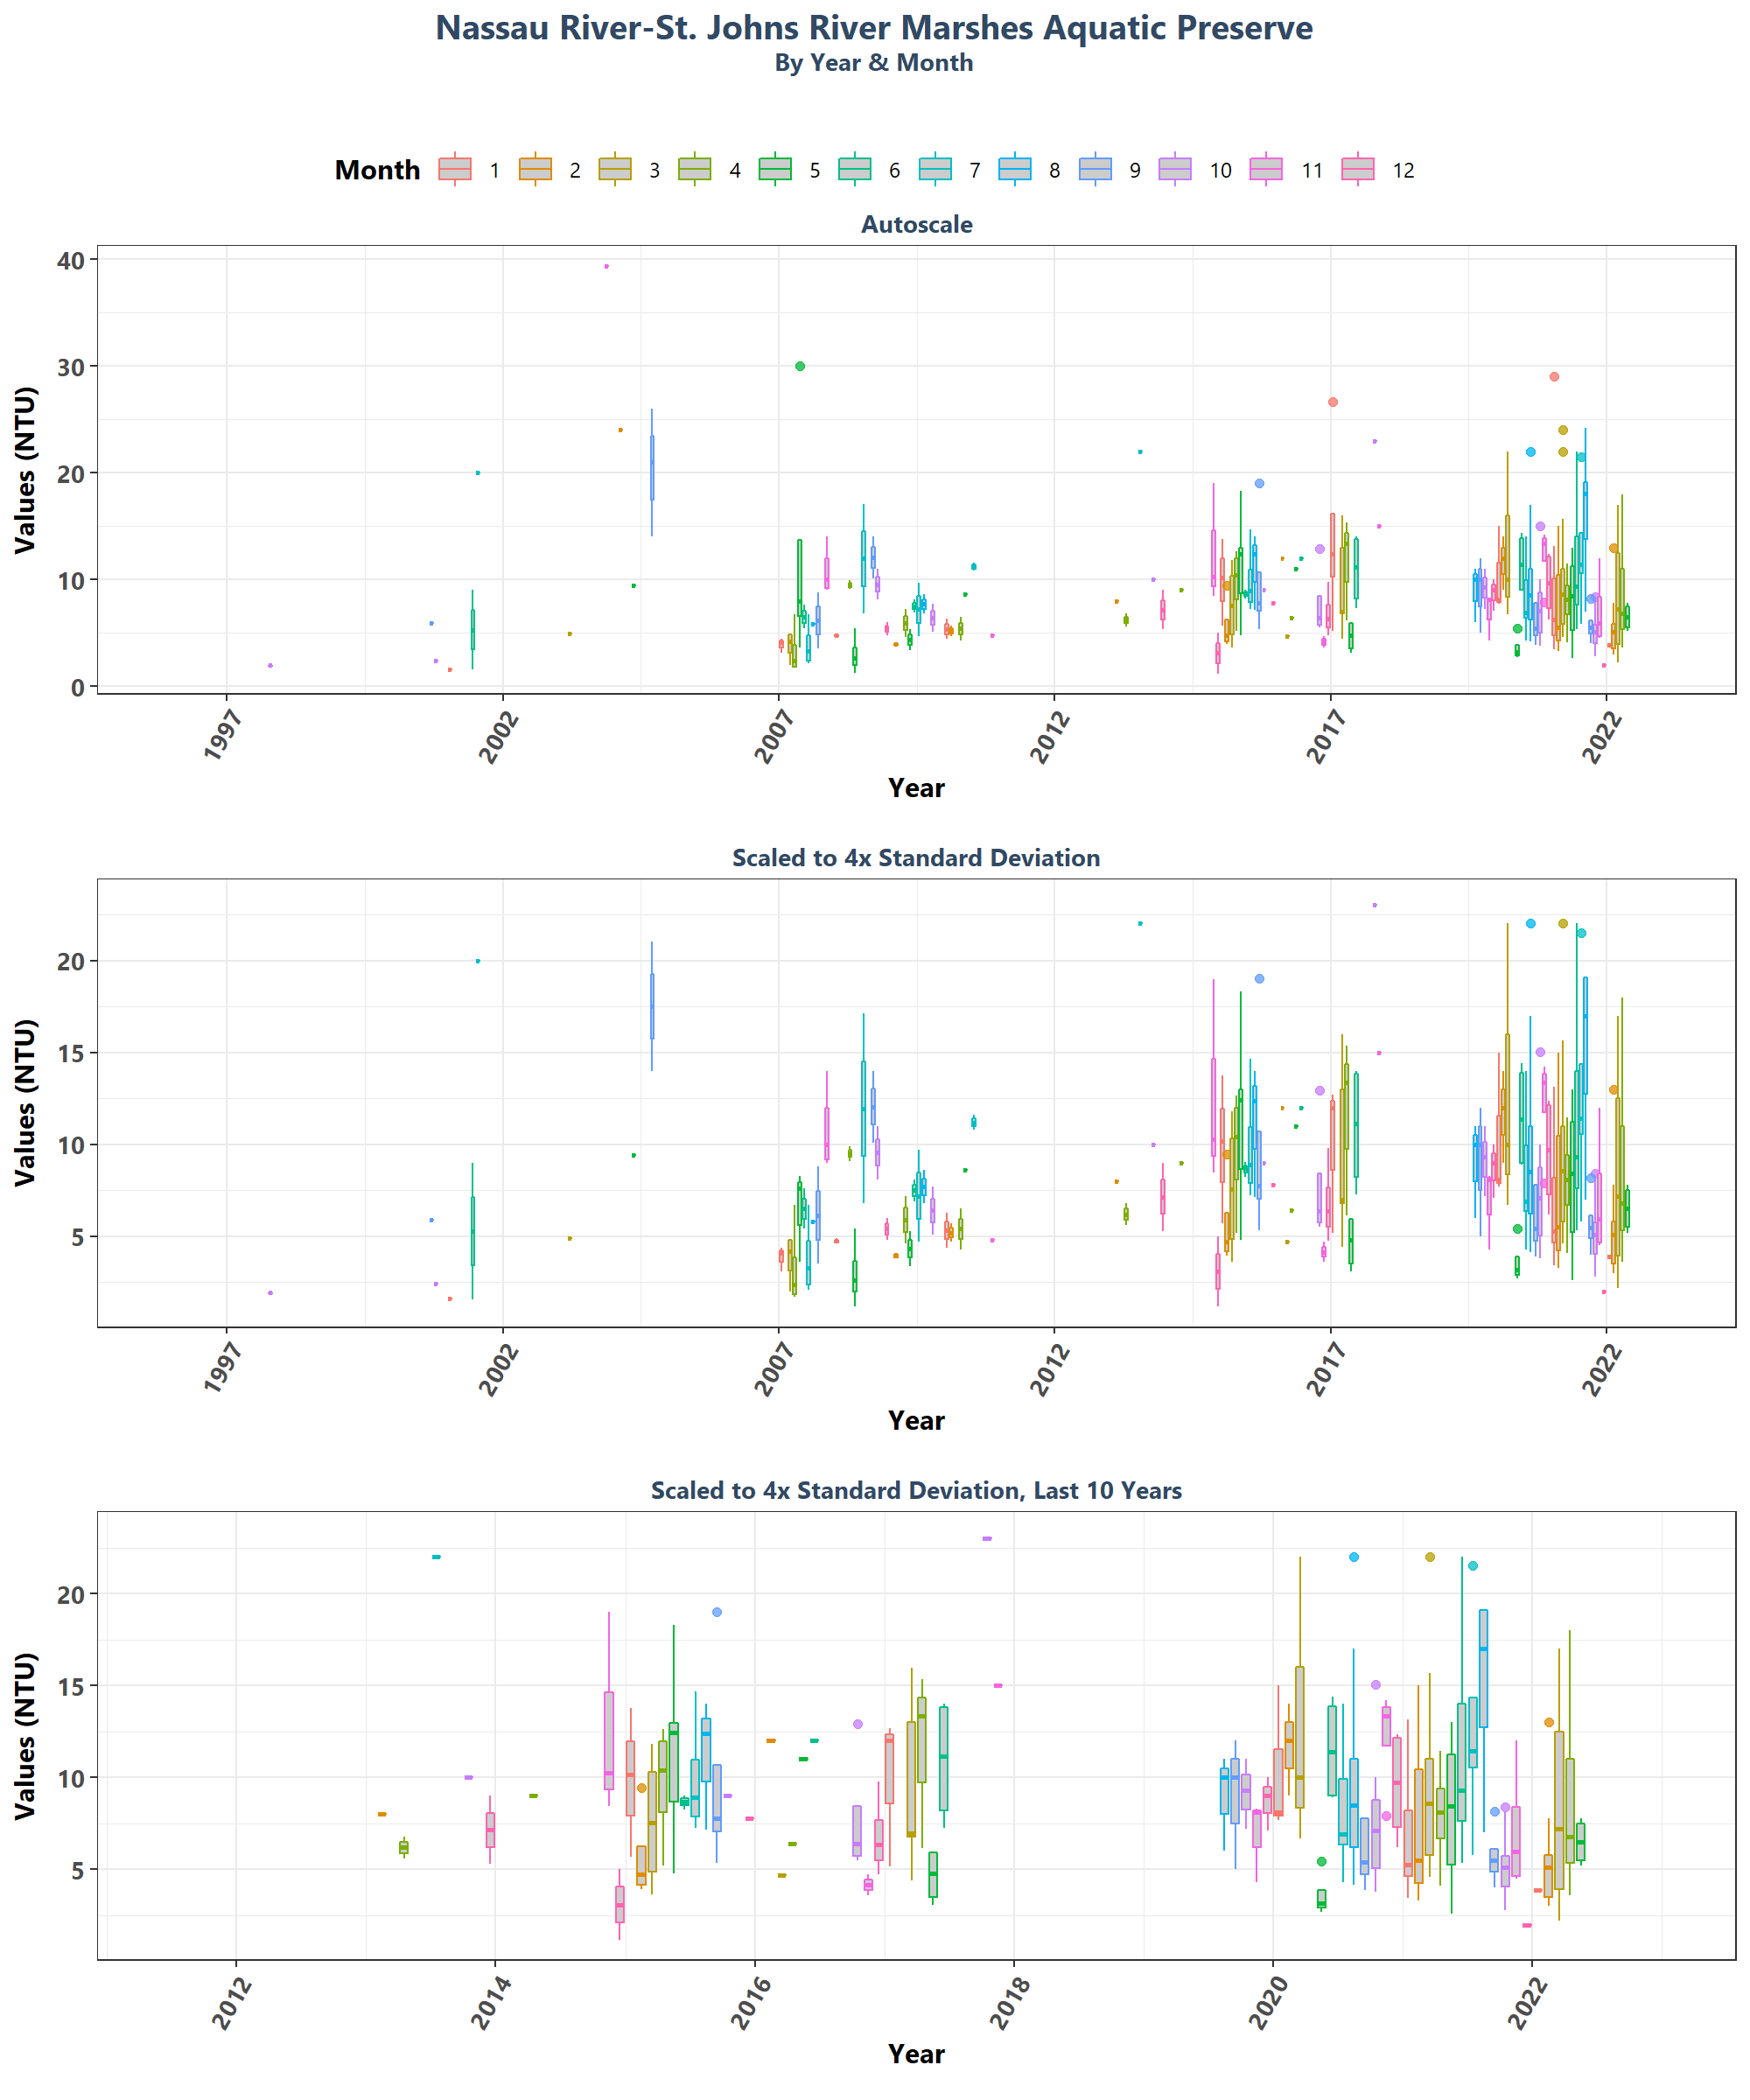 Nassau River-St. Johns River Marshes Aquatic Preserve
By Year & Month
Month 1 2 3 4 5 6 7 8 9 10 11 12
Autoscale
Values (NTU)
40
30
20
10
0
1997 2002 2007 2012 2017 2022
Year
Scaled to 4x Standard Deviation
Values (NTU)
20
15
10
5
1997 2002 2007 2012 2017 2022
Year
Scaled to 4x Standard Deviation, Last 10 Years
Values (NTU)
20
15
10
5
2012 2014 2016 2018 2020 2022
Year